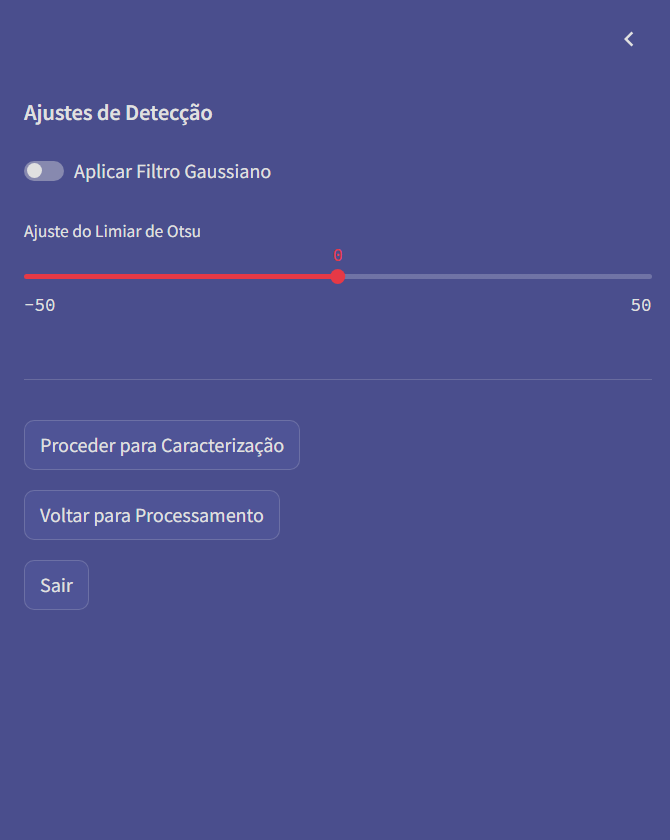 Ajustes de Detecção
Aplicar Filtro Gaussiano
Ajuste do Limiar de Otsu
0
−50 50
Proceder para Caracterização
Voltar para Processamento
Sair